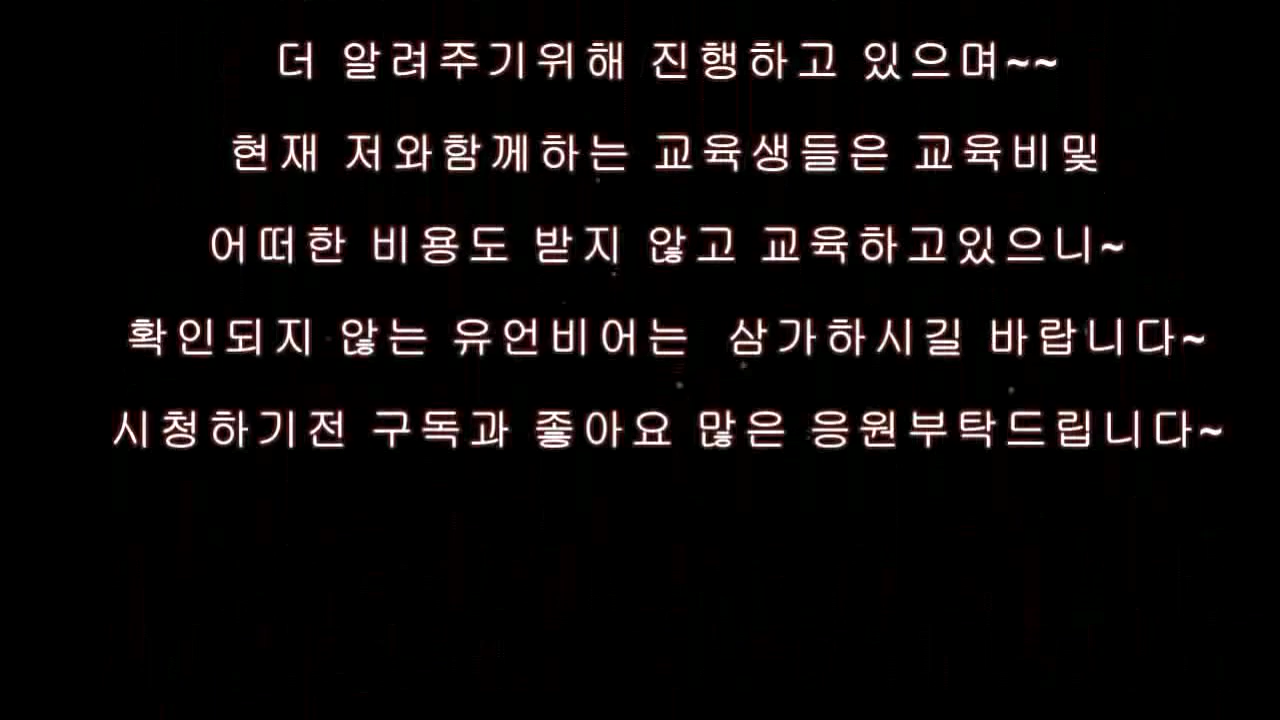 더 알려주기위해 진행하고 있으며~~
현재 저와함께하는 교육생들은 교육비및
어떠한 비용도 받지 않고 교육하고있으니~
확인되지 않는 유언비어는 삼가하시길 바랍니다~
시청하기전 구독과 좋아요 많은 응원부탁드립니다~